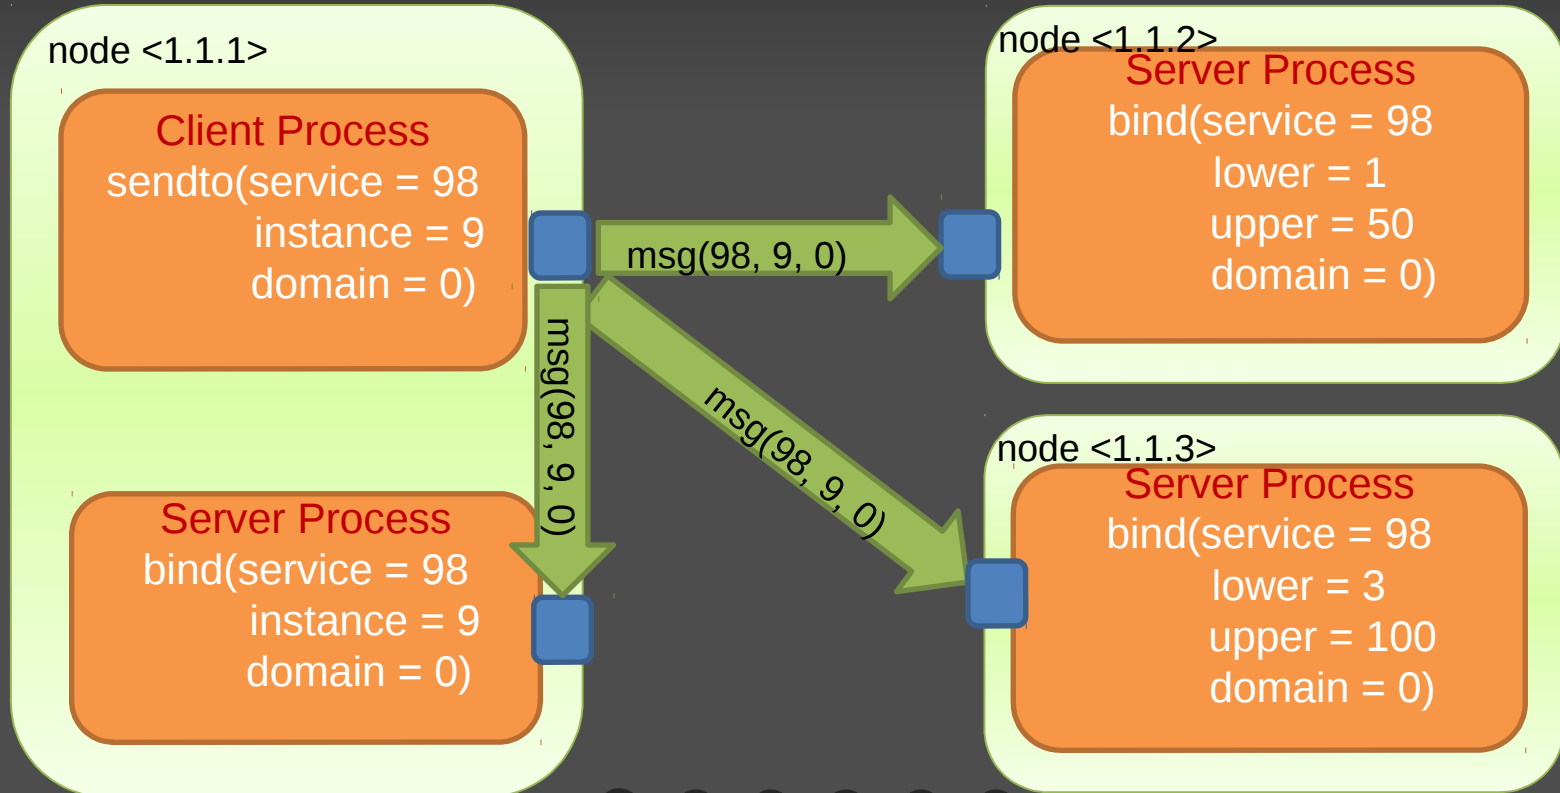 node <1.1.1>
Client Process
sendto(service = 98
instance = 9
domain = 0)
Server Process
bind(service = 98
instance = 9
domain = 0)
msg(98, 9, 0)
msg(98, 9, 0)
msg(98, 9, 0)
node <1.1.2>
Server Process
bind(service = 98
lower = 1
upper = 50
domain = 0)
node <1.1.3>
Server Process
bind(service = 98
lower = 3
upper = 100
domain = 0)